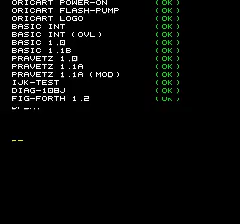 ORICART POWER-ON (OK)
ORICART FLASH-PUMP (OK)
ORICART LOGO (OK)
BASIC INT (OK)
BASIC INT (OVL) (OK)
BASIC 1.0 (OK)
BASIC 1.1B (OK)
PRAVETZ 1.0 (OK)
PRAVETZ 1.1A (OK)
PRAVETZ 1.1A (MOD) (OK)
IJK-TEST (OK)
DIAG-10BJ (OK)
FIG-FORTH 1.2 (OK)